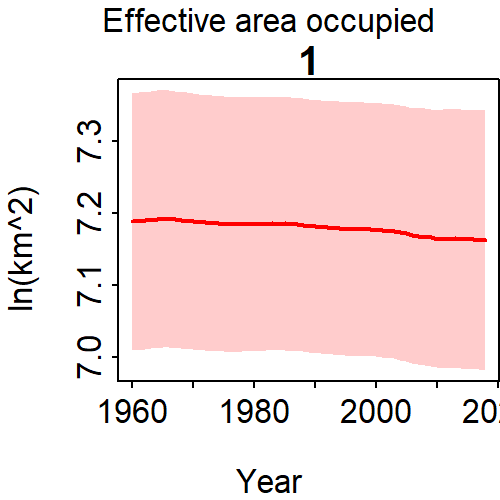 Effective area occupied
1
ln(km^2)
7.3
7.2
7.1
7.0
1960 1980 2000 202
Year